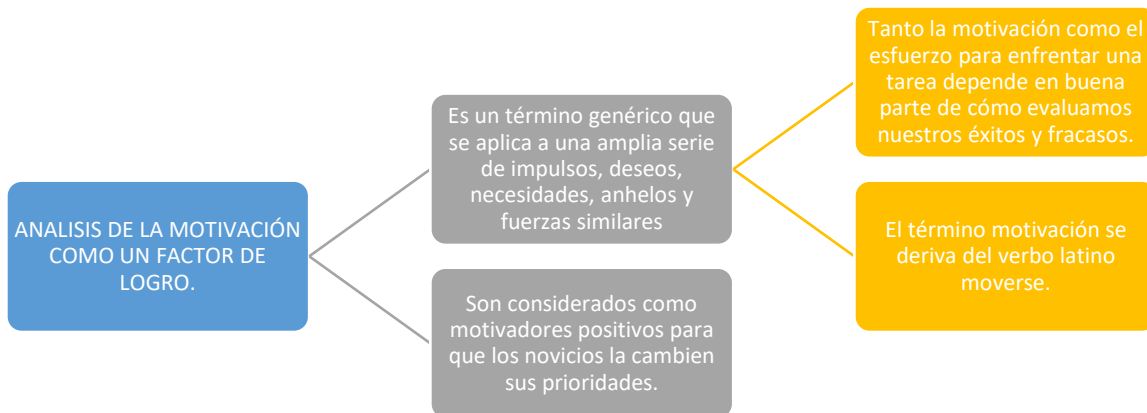 ANALISIS DE LA MOTIVACIÓN
COMO UN FACTOR DE
LOGRO.
Es un término genérico que
se aplica a una amplia serie
de impulsos, deseos,
necesidades, anhelos y
fuerzas similares
Son considerados como
motivadores positivos para
que los novicios la cambien
sus prioridades.
Tanto la motivación como el
esfuerzo para enfrentar una
tarea depende en buena
parte de cómo evaluamos
nuestros éxitos y fracasos.
El término motivación se
deriva del verbo latino
moverse.